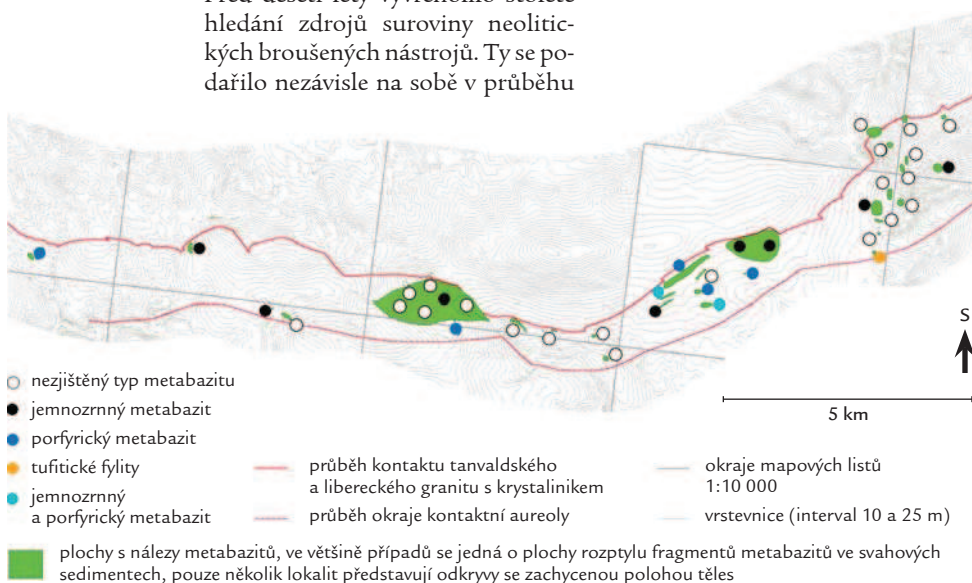 hledání zdrojů suroviny neolitic-
kých broušených nástrojů. Ty se po-
dařilo nezávisle na sobě v průběhu
S
5 km
nezjištěný typ metabazitu
jemnozrnný metabazit
porfyrický metabazit
tufitické fylity
jemnozrnný
a porfyrický metabazit
průběh kontaktu tanvaldského
a libereckého granitu s krystalinikem
průběh okraje kontaktní aureoly
okraje mapových listů
1:10 000
vrstevnice (interval 10 a 25 m)
plochy s nálezy metabazitů, ve většině případů se jedná o plochy rozptylu fragmentů metabazitů ve svahových
sedimentech, pouze několik lokalit představují odkryvy se zachycenou polohou těles